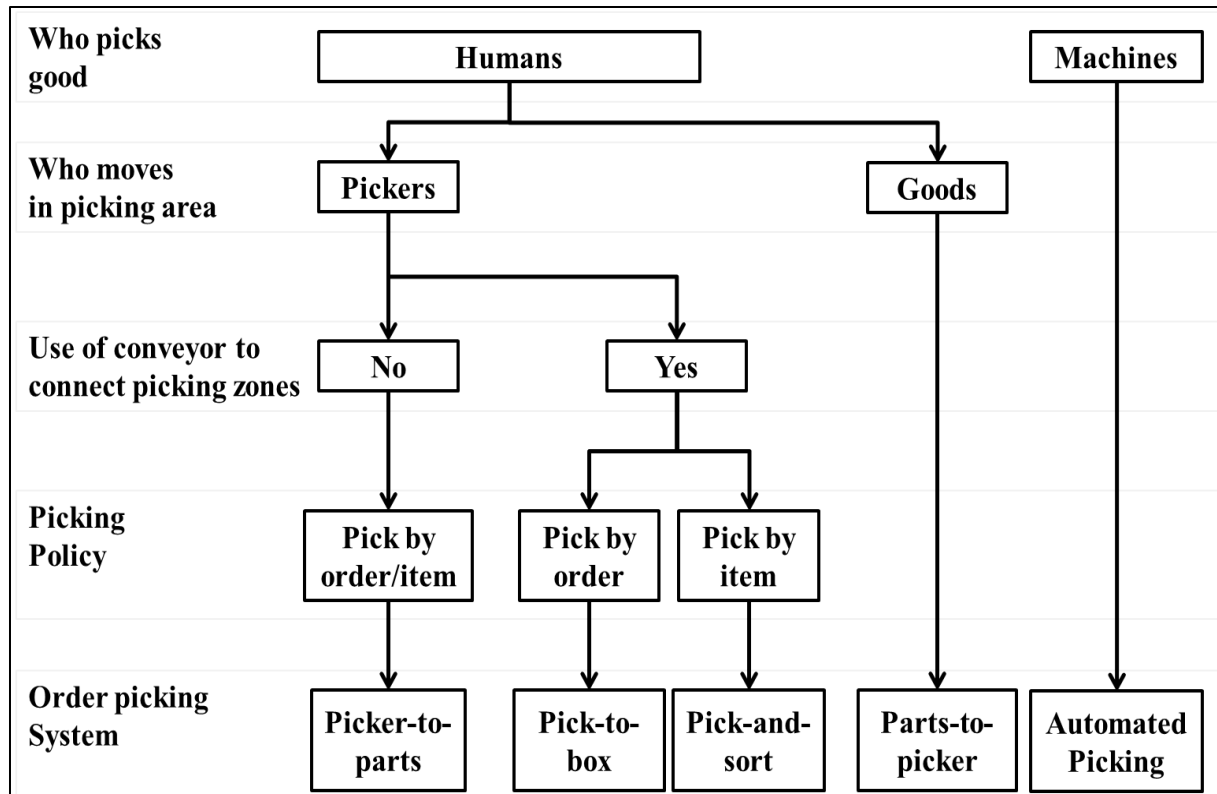 Who picks
good
Humans
Machines
Who moves
in picking area
Pickers
Goods
Use of conveyor to
connect picking zones
No
Yes
Picking
Policy
Pick by
order/item
Pick by
order
Pick by
item
Order picking
System
Picker-to-
parts
Pick-to-
box
Pick-and-
sort
Parts-to-
picker
Automated
Picking